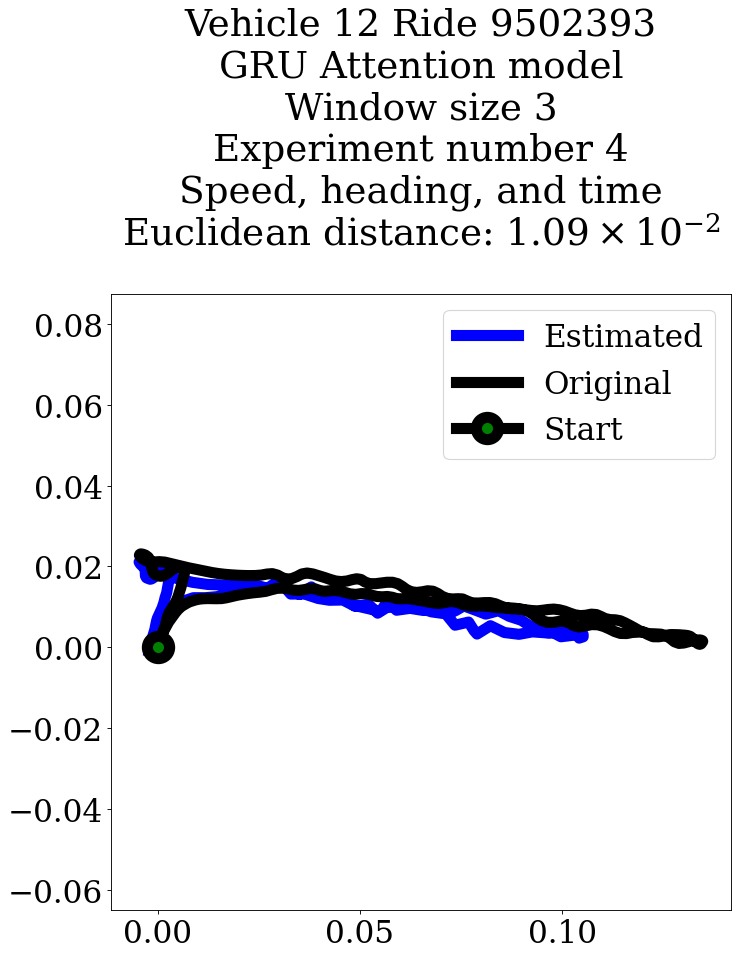 Vehicle 12 Ride 9502393
GRU Attention model
Window size 3
Experiment number 4
Speed, heading, and time
Euclidean distance: 1.09 × 10⁻²
Estimated
Original
Start
0.08
0.06
0.04
0.02
0.00
−0.02
−0.04
−0.06
0.00 0.05 0.10